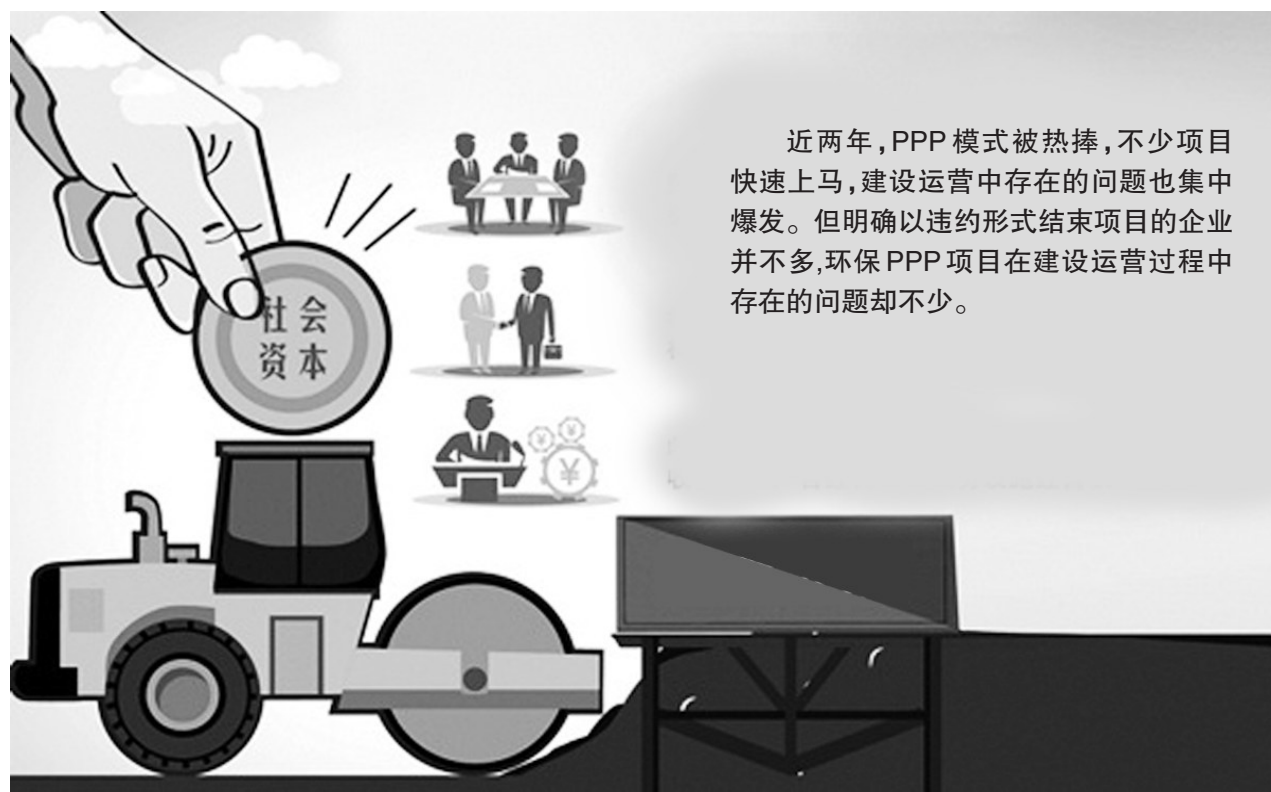 近两年,PPP模式被热捧,不少项目
快速上马,建设运营中存在的问题也集中
爆发。但明确以违约形式结束项目的企业
并不多,环保PPP项目在建设运营过程中
存在的问题却不少。
社会
资本
¥
¥
¥